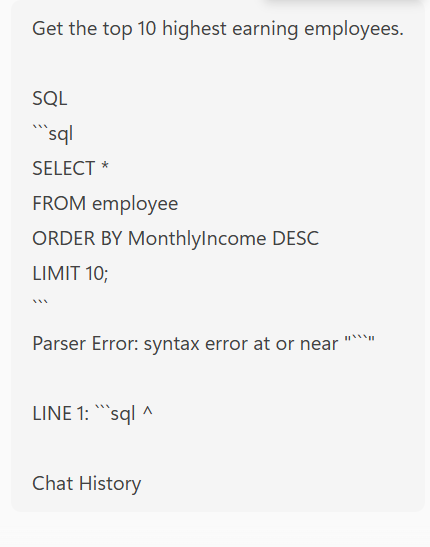 Get the top 10 highest earning employees.
SQL
```sql
SELECT *
FROM employee
ORDER BY MonthlyIncome DESC
LIMIT 10;
```
Parser Error: syntax error at or near "```"
LINE 1: ```sql ^
Chat History